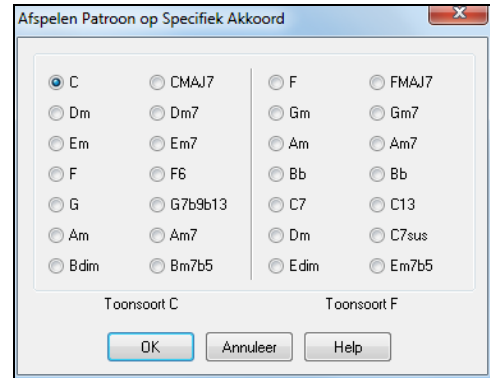 Afspelen Patroon op Specifiek Akkoord
C CMAJ7 F FMAJ7
Dm Dm7 Gm Gm7
Em Em7 Am Am7
F F6 Bb Bb
G G7b9b13 C7 C13
Am Am7 Dm C7sus
Bdim Bm7b5 Edim Em7b5
Toonsoort C Toonsoort F
OK Annuleer Help